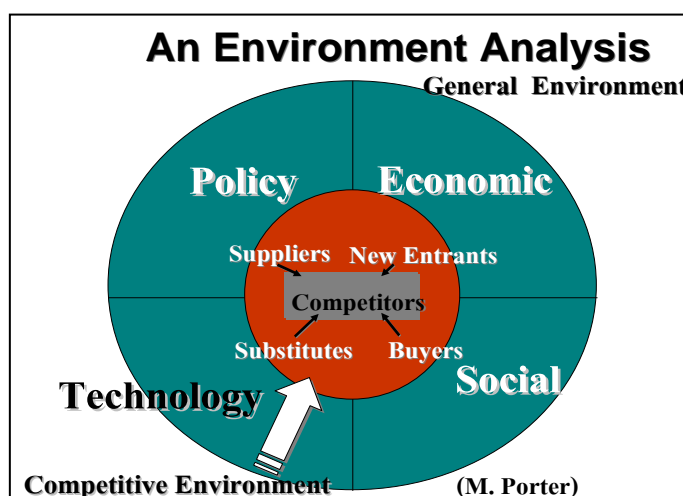 An Environment Analysis
General Environment
Policy
Economic
Suppliers
New Entrants
Competitors
Substitutes
Buyers
Technology
Social
Competitive Environment
(M. Porter)